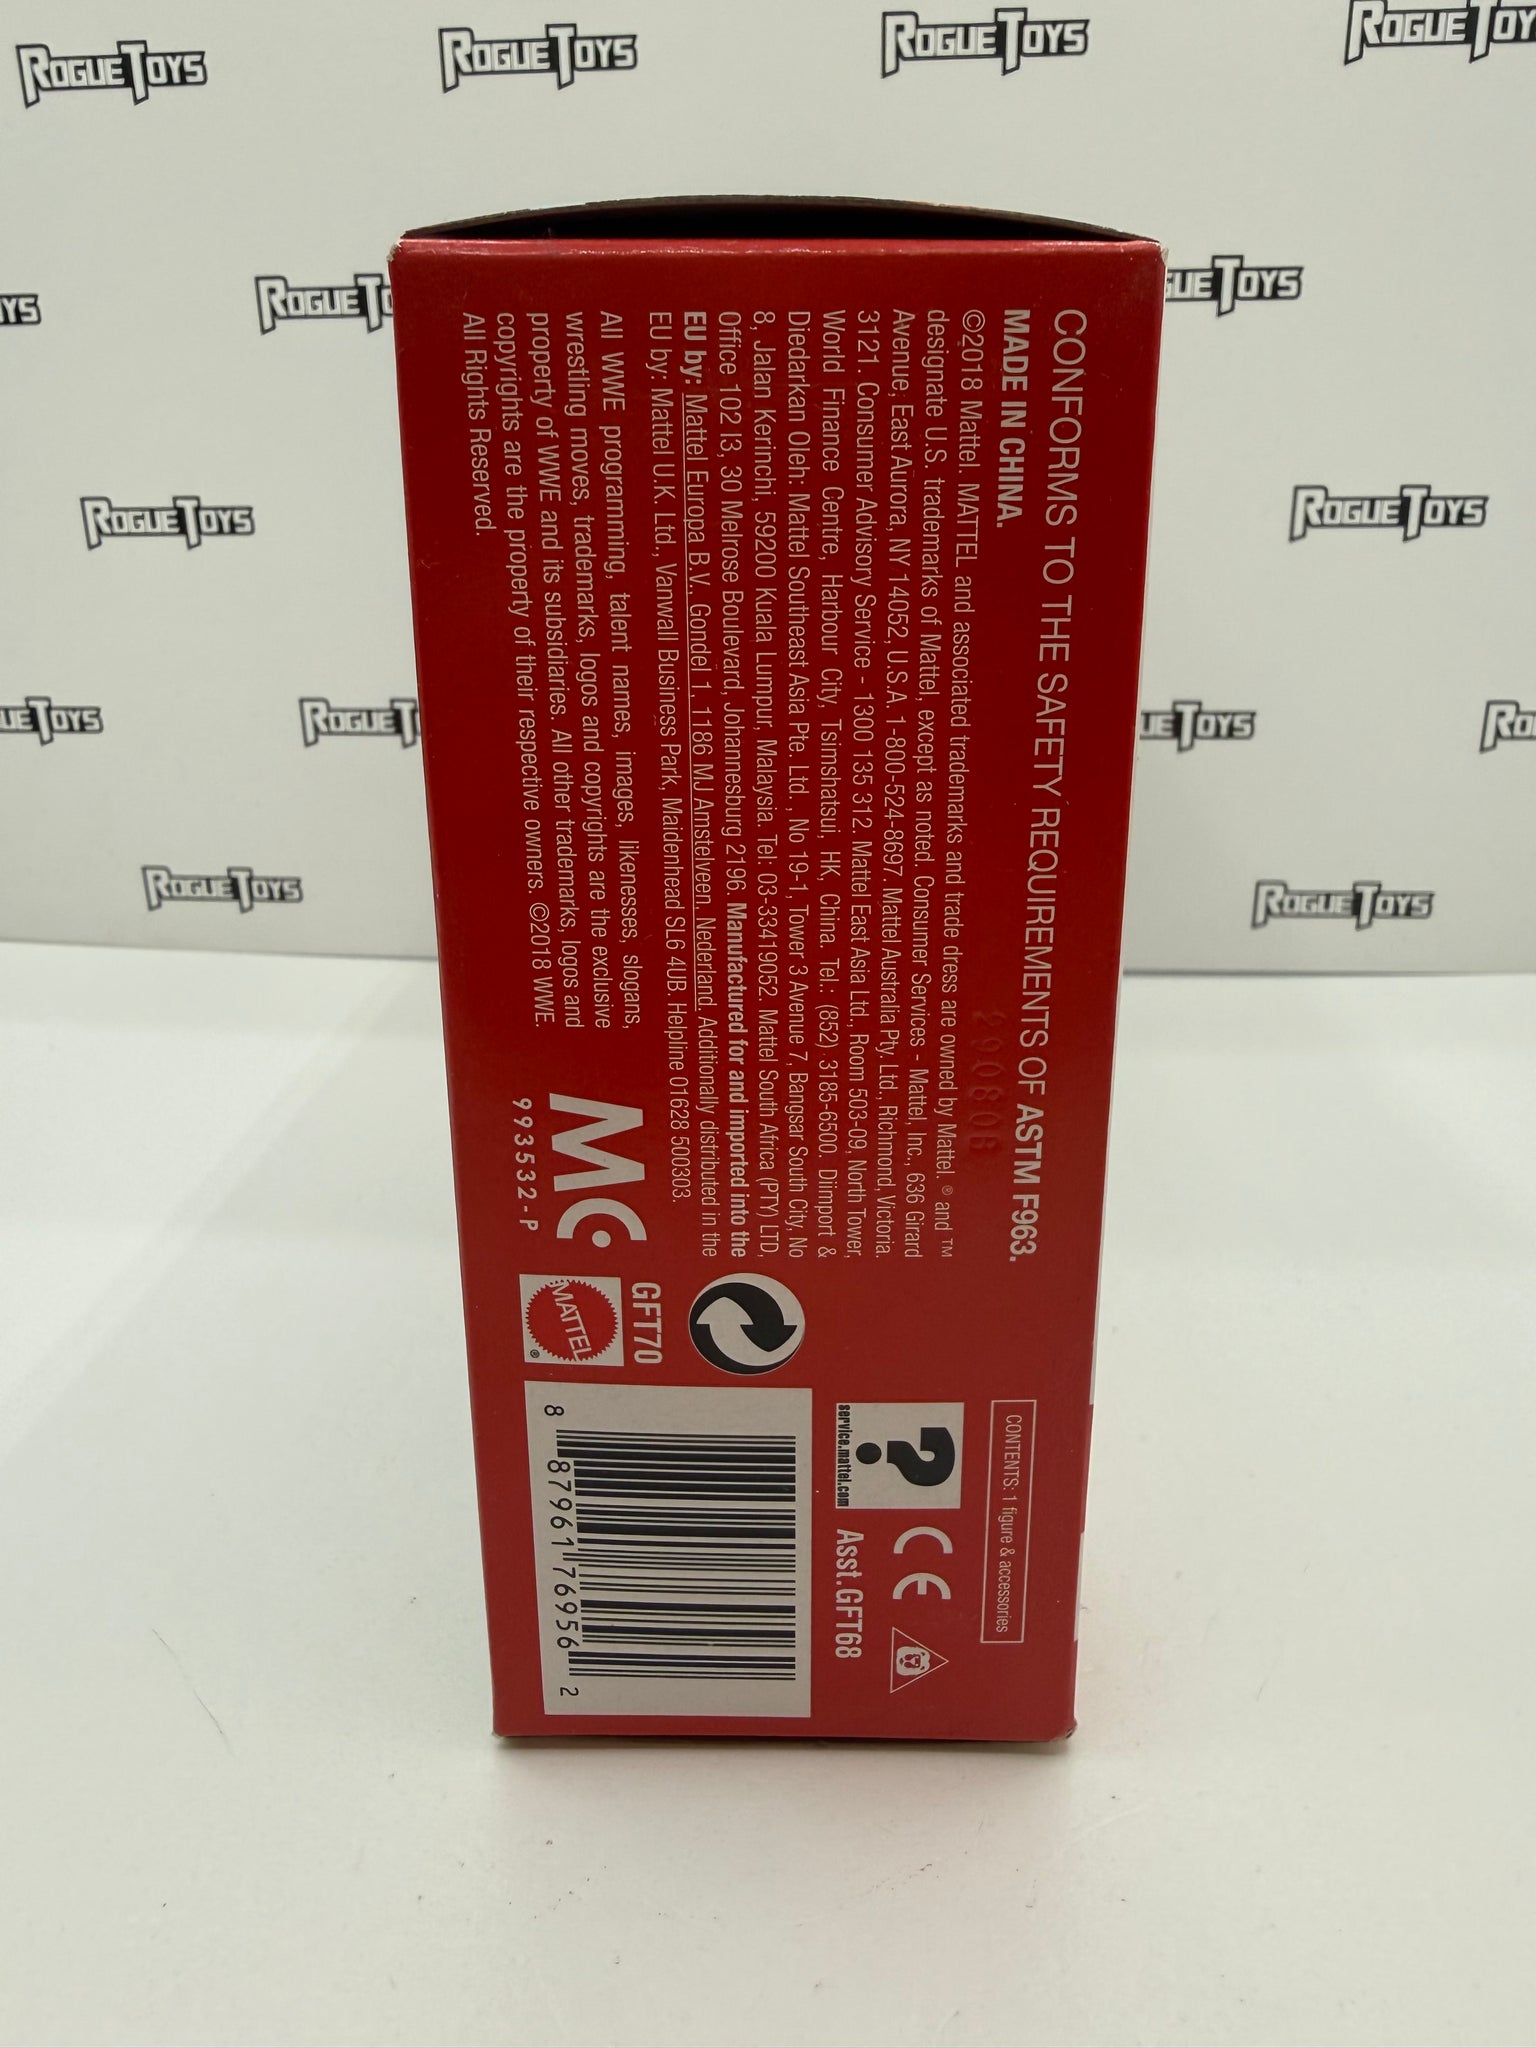 ROGUE TOYS
ROGUE TOYS
ROGUE TOYS
ROGUE TOYS
ROGUE TOYS
ROGUE TOYS
ROGUE TOYS
ROGUE TOYS
CONFORMS TO THE SAFETY REQUIREMENTS OF ASTM F963.
MADE IN CHINA.
©2018 Mattel. MATTEL and associated trademarks and trade dress are owned by Mattel. ® and ™
designate U.S. trademarks of Mattel, except as noted. Consumer Services - Mattel, Inc., 636 Girard
Avenue, East Aurora, NY 14052, U.S.A. 1-800-524-8697. Mattel Australia Pty. Ltd., Richmond, Victoria.
3121. Consumer Advisory Service - 1300 135 312. Mattel East Asia Ltd., Room 503-09, North Tower,
World Finance Centre, Harbour City, Tsimshatsui, HK, China. Tel.: (852) 3185-6500. Diimport &
Diedarkan Oleh: Mattel Southeast Asia Pte. Ltd., No 19-1, Tower 3 Avenue 7, Bangsar South City, No
8, Jalan Kerinchi, 59200 Kuala Lumpur, Malaysia. Tel: 03-33419052. Mattel South Africa (PTY) LTD,
Office 102 I3, 30 Melrose Boulevard, Johannesburg 2196. Manufactured for and imported into the
EU by: Mattel Europa B.V., Gondel 1, 1186 MJ Amstelveen, Nederland. Additionally distributed in the
EU by: Mattel U.K. Ltd., Vanwall Business Park, Maidenhead SL6 4UB. Helpline 01628 500303.
All WWE programming, talent names, images, likenesses, slogans,
wrestling moves, trademarks, logos and copyrights are the exclusive
property of WWE and its subsidiaries. All other trademarks, logos and
copyrights are the property of their respective owners. ©2018 WWE.
All Rights Reserved.
MC
993532-P
GFT70
MATTEL®
CONTENTS: 1 figure & accessories
?
service.mattel.com
CE
Asst.GFT68
8 87961 76956 2